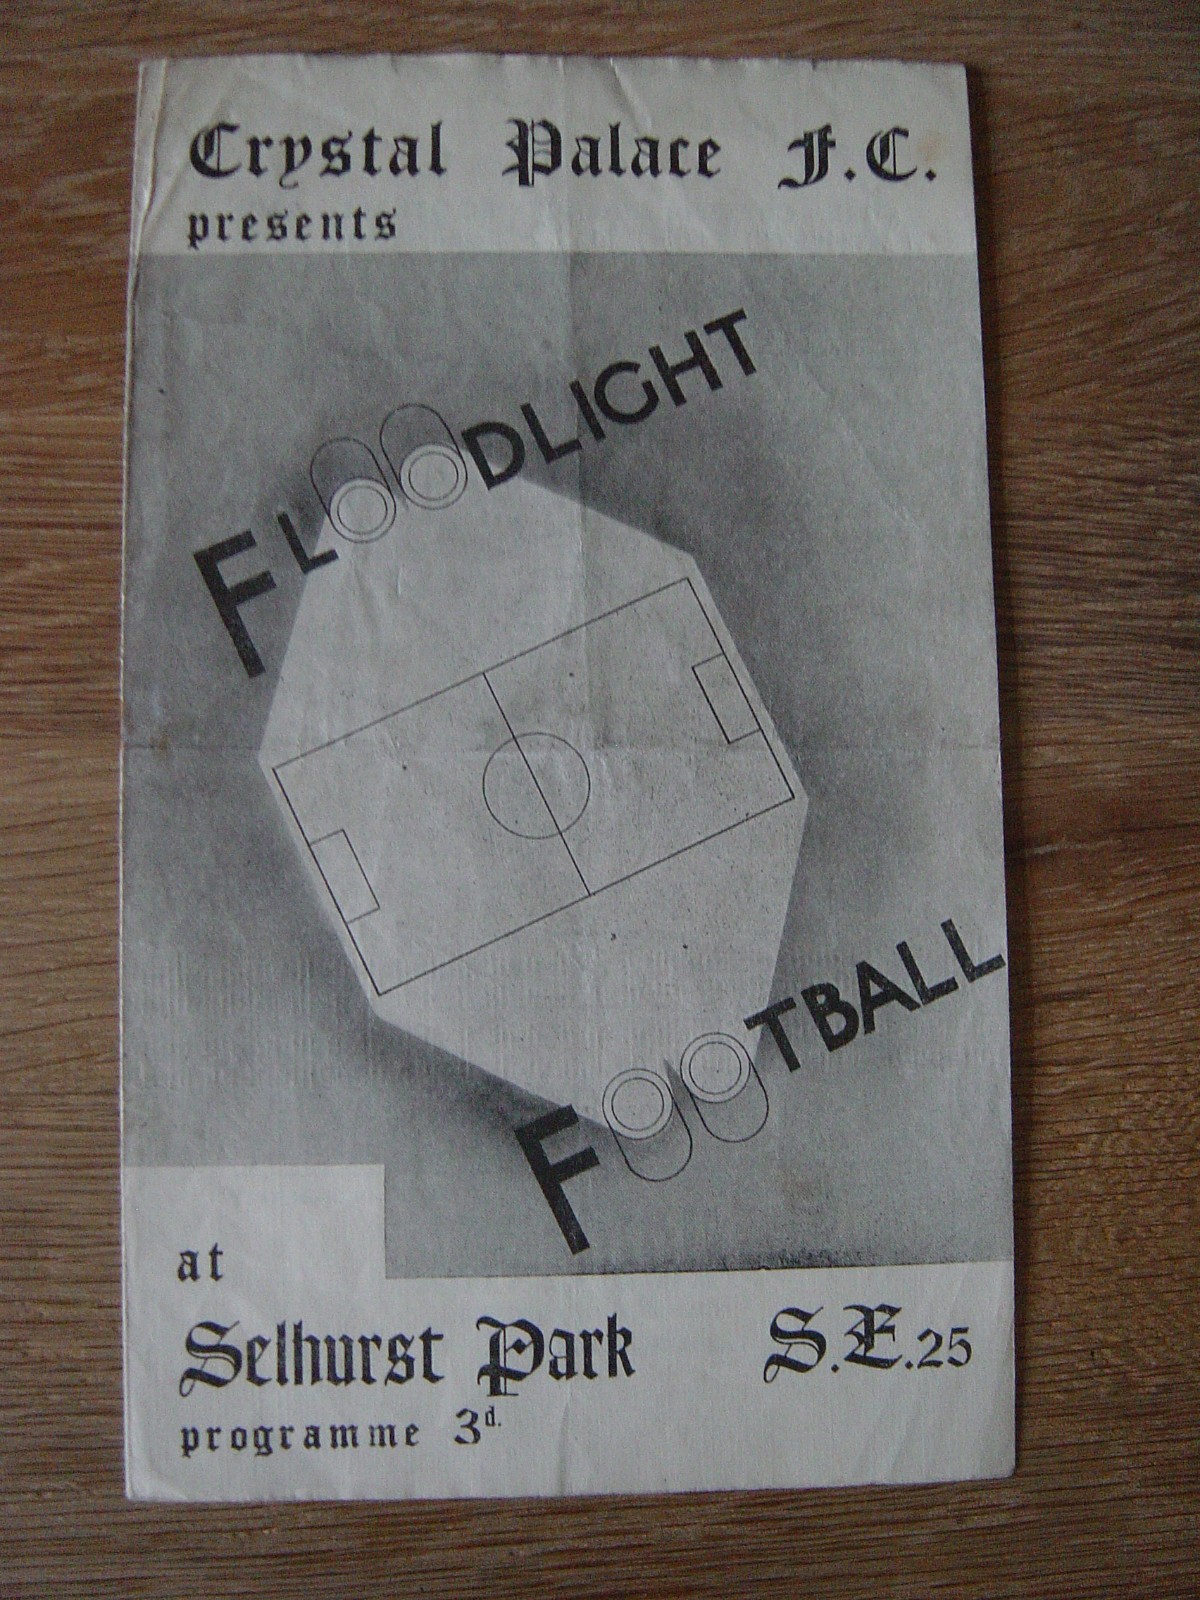 Crystal Palace F.C.
presents
FLOODLIGHT
FOOTBALL
at
Selhurst Park S.E.25
programme 3d.